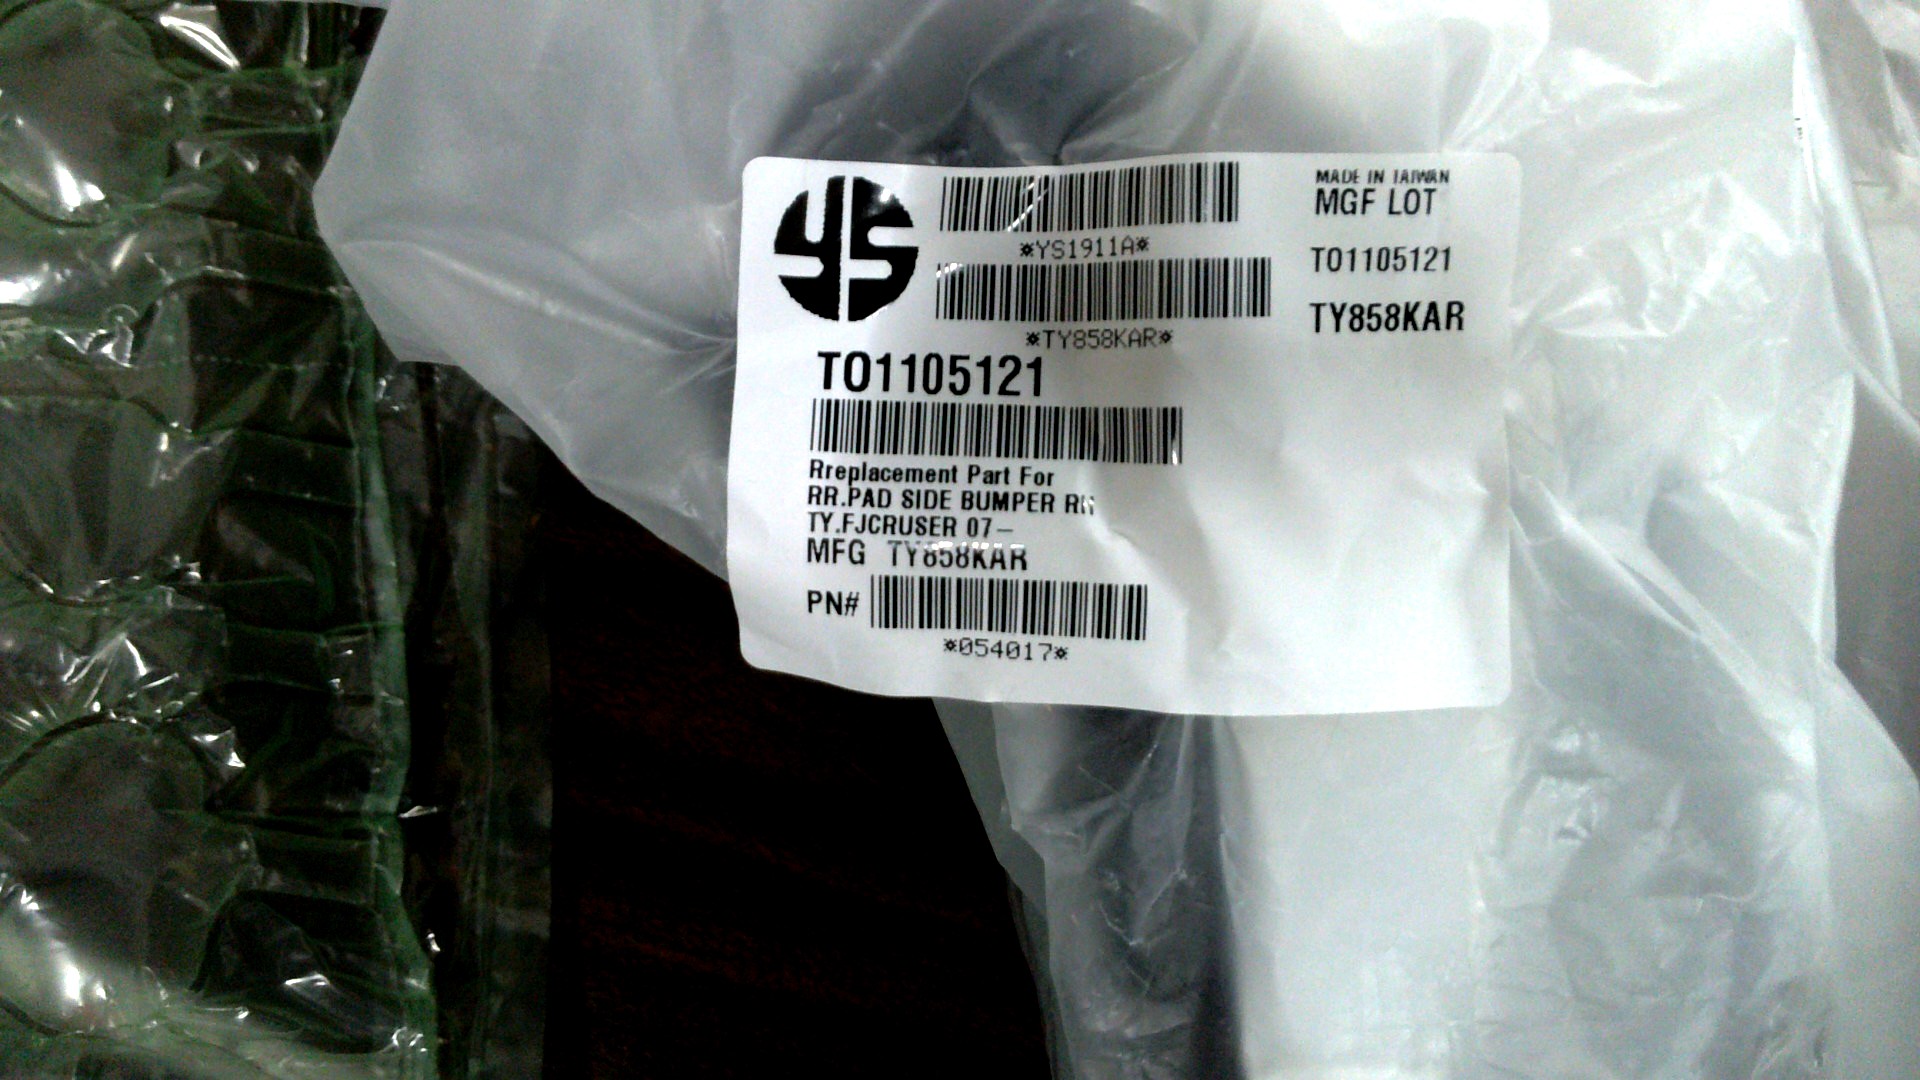 YS
*YS1911A*
*TY858KAR*
TO1105121
Rreplacement Part For
RR.PAD SIDE BUMPER RH
TY.FJCRUSER 07-
MFG TY858KAR
PN#
*054017*
MADE IN TAIWAN
MGF LOT
TO1105121
TY858KAR